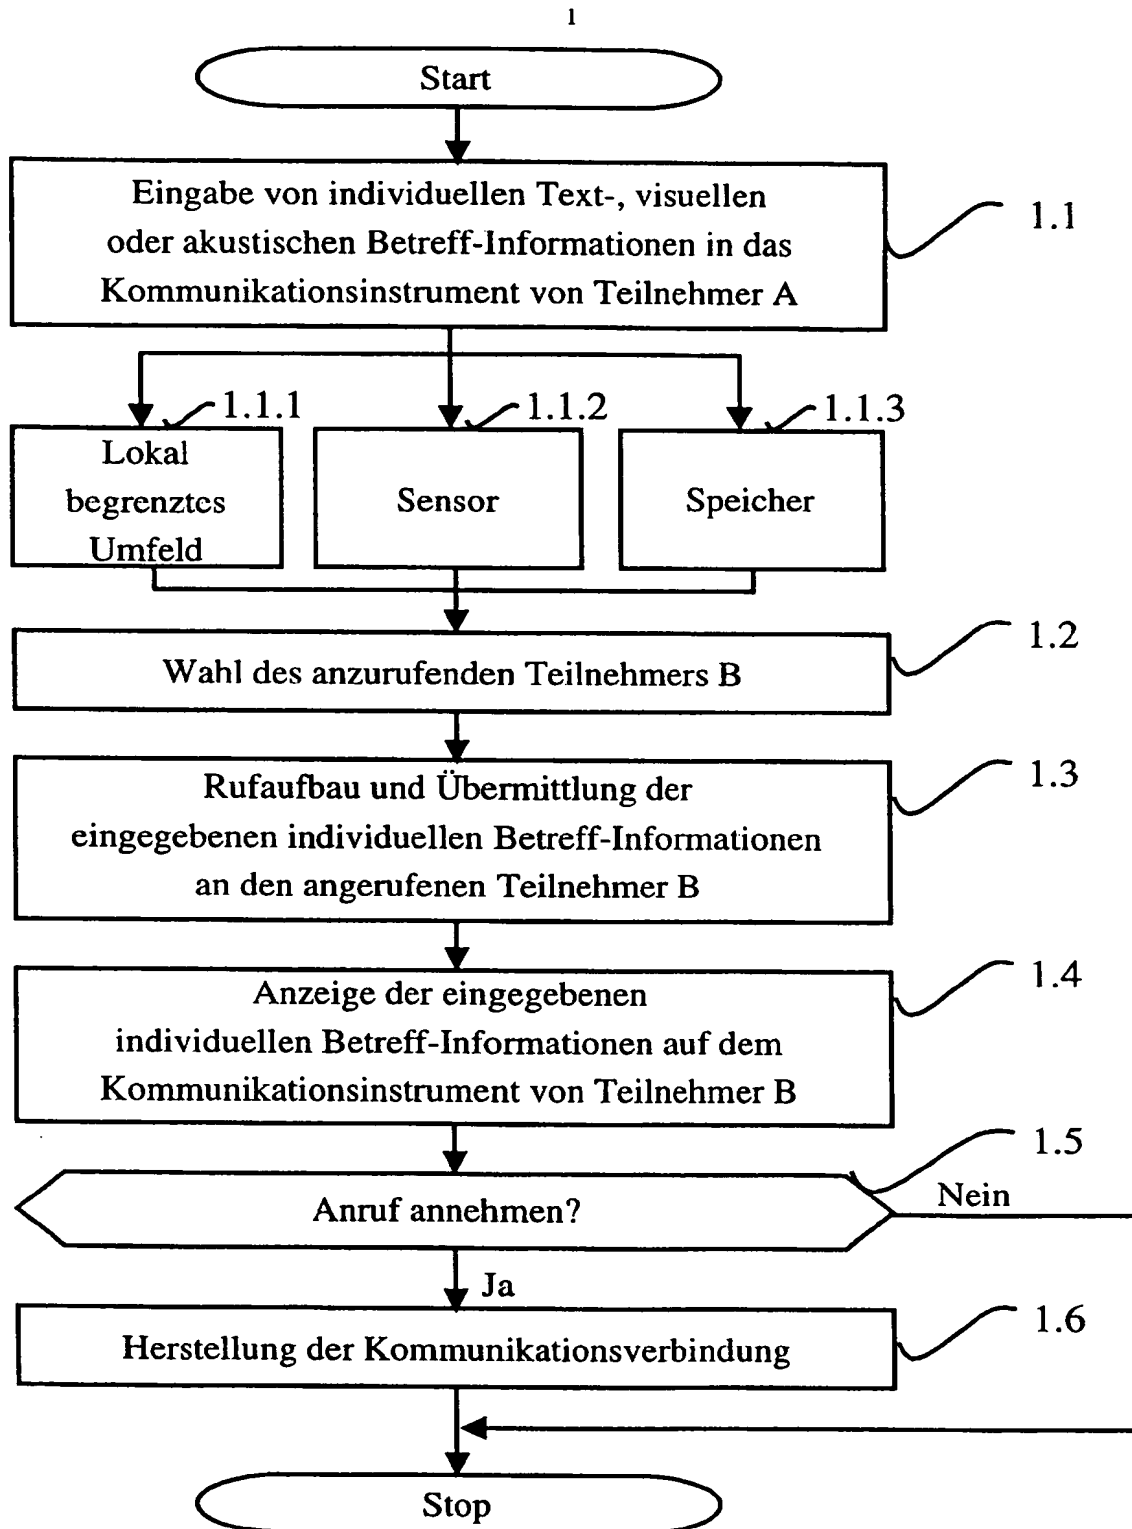 1
Start
Eingabe von individuellen Text-, visuellen
oder akustischen Betreff-Informationen in das
Kommunikationsinstrument von Teilnehmer A
1.1
1.1.1
1.1.2
1.1.3
Lokal
begrenztes
Umfeld
Sensor
Speicher
1.2
Wahl des anzurufenden Teilnehmers B
1.3
Rufaufbau und Übermittlung der
eingegebenen individuellen Betreff-Informationen
an den angerufenen Teilnehmer B
1.4
Anzeige der eingegebenen
individuellen Betreff-Informationen auf dem
Kommunikationsinstrument von Teilnehmer B
1.5
Anruf annehmen?
Nein
Ja
1.6
Herstellung der Kommunikationsverbindung
Stop